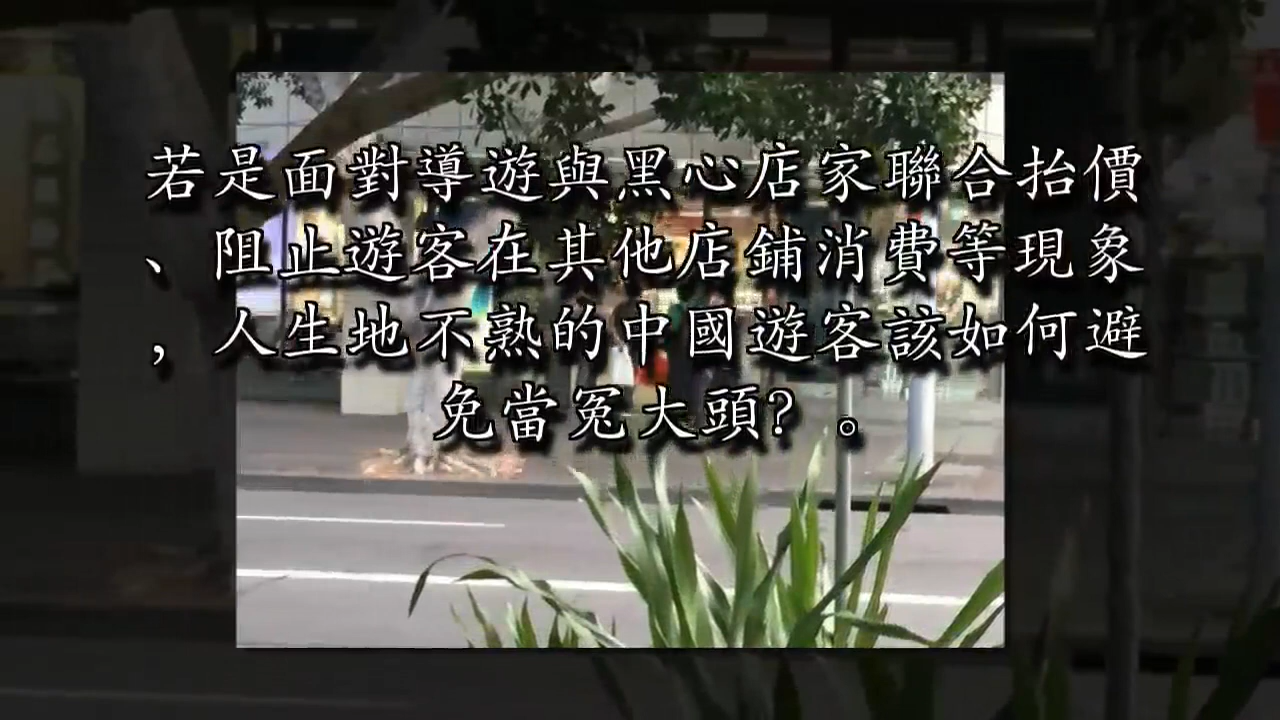 若是面對導遊與黑心店家聯合抬價
、阻止遊客在其他店鋪消費等現象
，人生地不熟的中國遊客該如何避
免當冤大頭？。